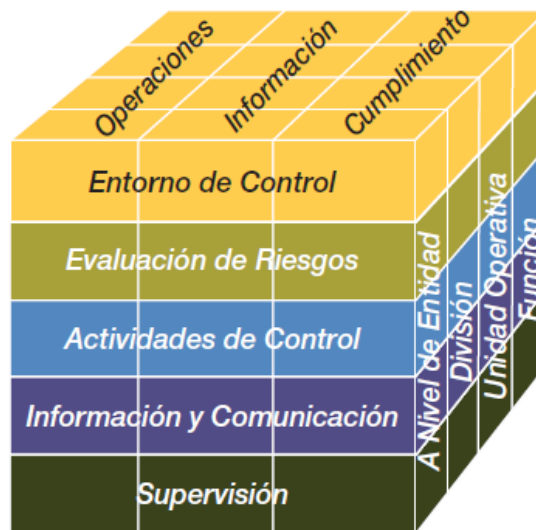 Operaciones
Información
Cumplimiento
Entorno de Control
Evaluación de Riesgos
Actividades de Control
Información y Comunicación
Supervisión
A Nivel de Entidad
División
Unidad Operativa
Función